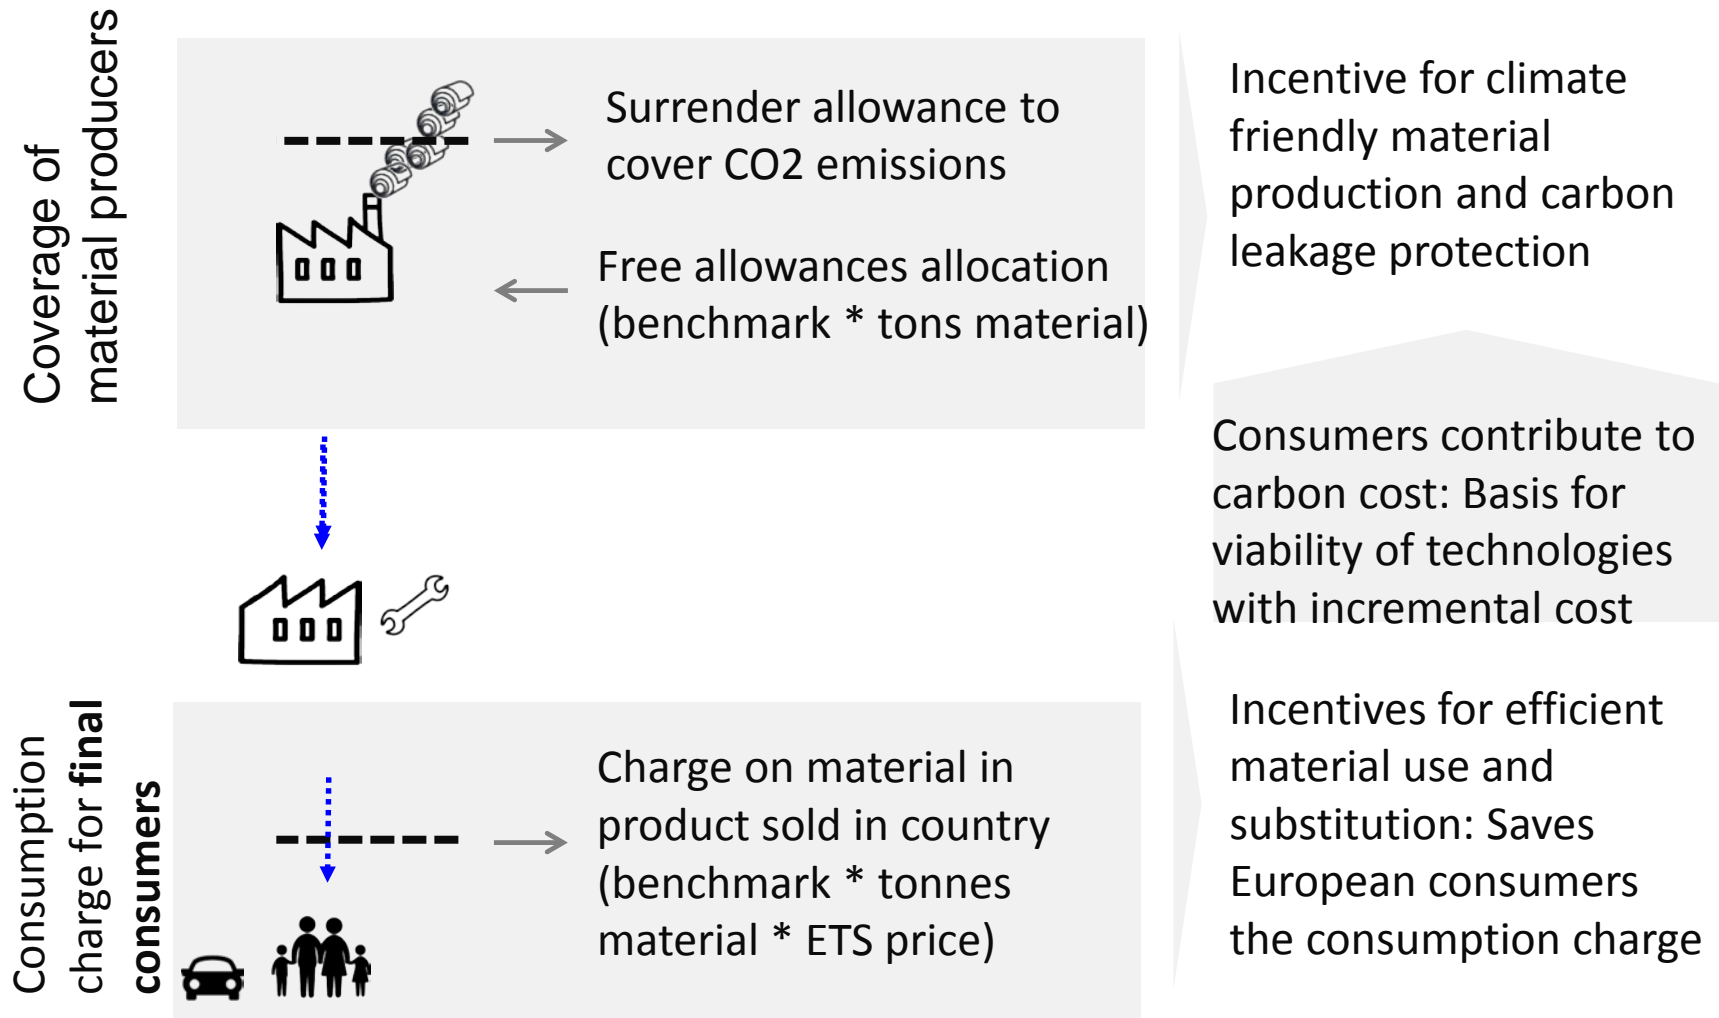 Coverage of
material producers
Surrender allowance to
cover CO2 emissions
Free allowances allocation
(benchmark * tons material)
Incentive for climate
friendly material
production and carbon
leakage protection
Consumers contribute to
carbon cost: Basis for
viability of technologies
with incremental cost
Consumption
charge for final
consumers
Charge on material in
product sold in country
(benchmark * tonnes
material * ETS price)
Incentives for efficient
material use and
substitution: Saves
European consumers
the consumption charge